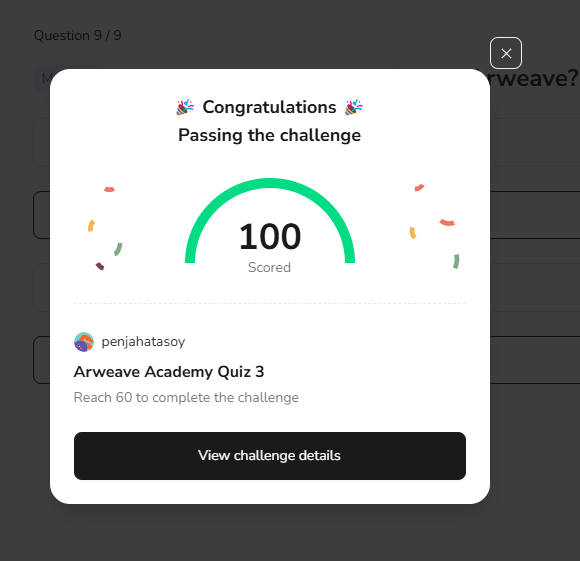 Question 9 / 9
rweave?
Congratulations
Passing the challenge
100
Scored
penjahatasoy
Arweave Academy Quiz 3
Reach 60 to complete the challenge
View challenge details